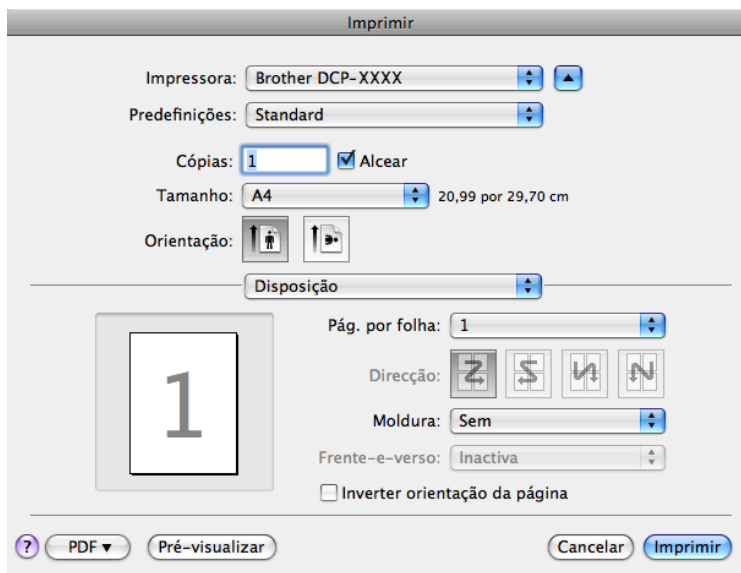 Imprimir
Impressora: Brother DCP-XXXX
Predefinições: Standard
Cópias: 1 Alcear
Tamanho: A4 20,99 por 29,70 cm
Orientação:
Disposição
Pág. por folha: 1
Direcção:
1
Moldura: Sem
Frente-e-verso: Inactiva
Inverter orientação da página
? PDF ▼ Pré-visualizar Cancelar Imprimir